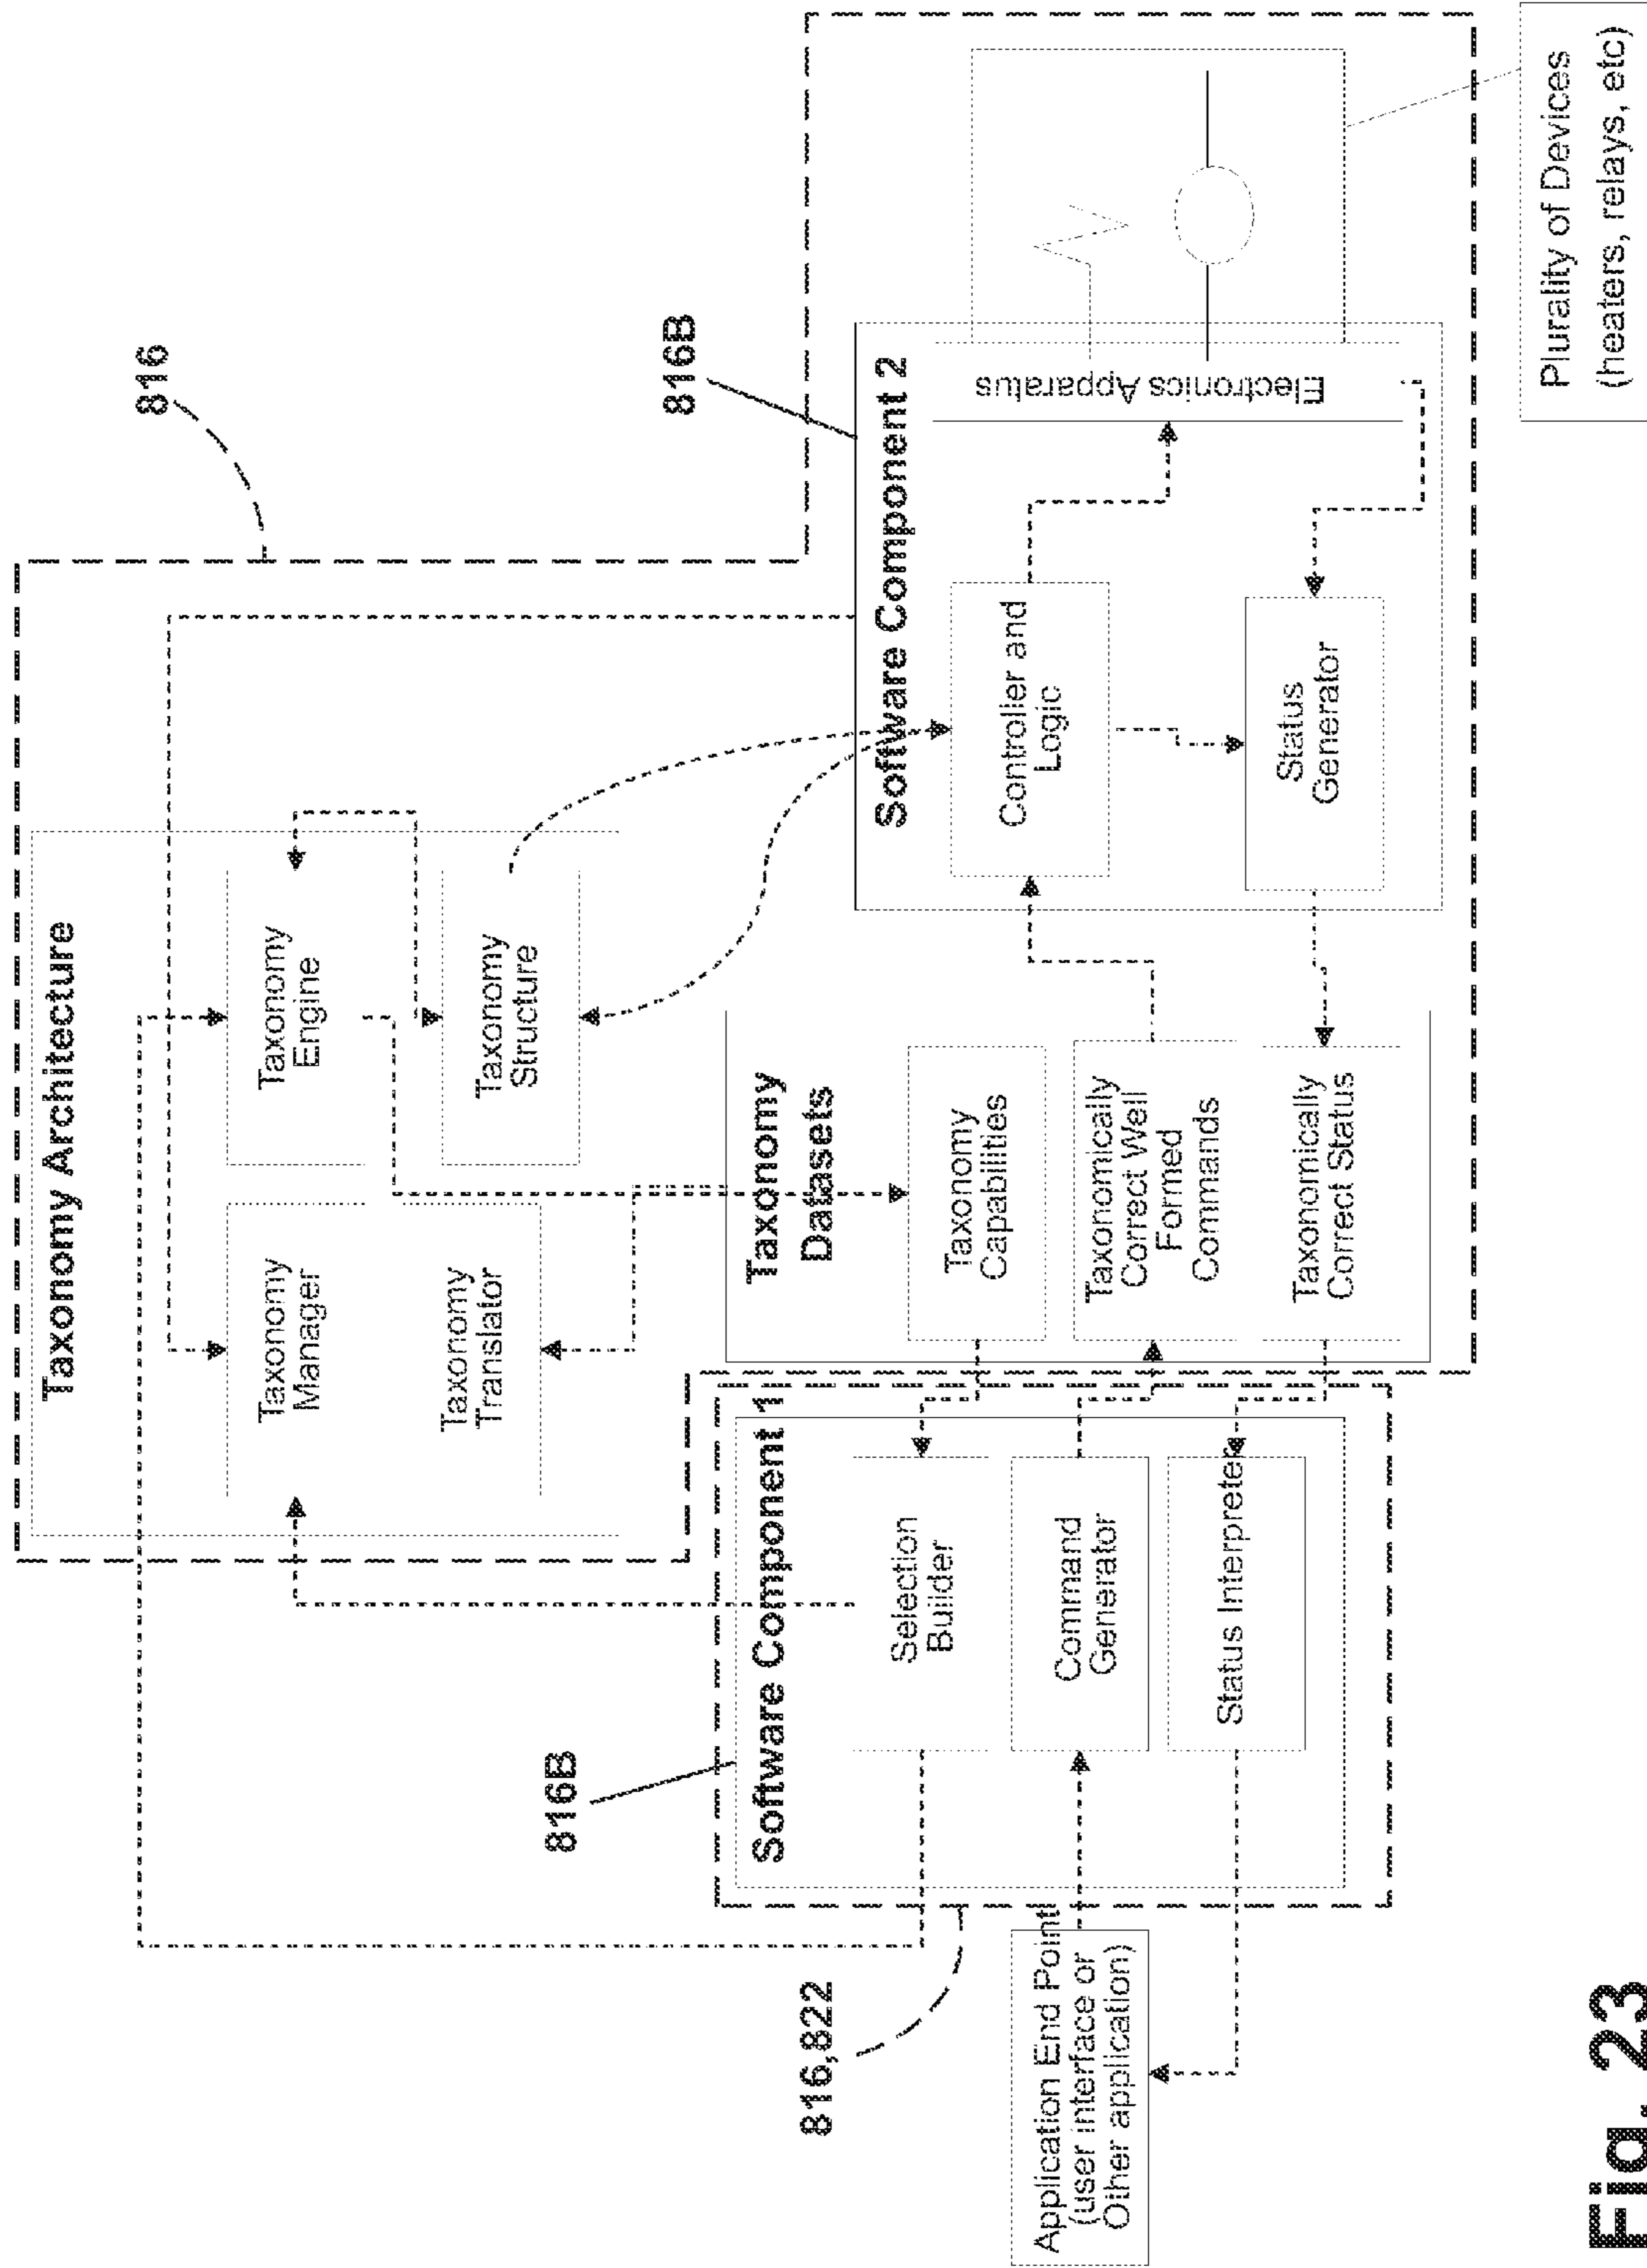 816
Taxonomy Architecture
Taxonomy
Manager
Taxonomy
Engine
Taxonomy
Translator
Taxonomy
Structure
816B
816B
816,822
Software Component 1
Selection
Builder
Command
Generator
Status Interpreter
Taxonomy
Datasets
Taxonomy
Capabilities
Taxonomically
Correct Well
Formed
Commands
Taxonomically
Correct Status
Software Component 2
Controller and
Logic
Status
Generator
Electronics Apparatus
Application End Point
(user interface or
Other application)
Plurality of Devices
(heaters, relays, etc)
Fig. 23